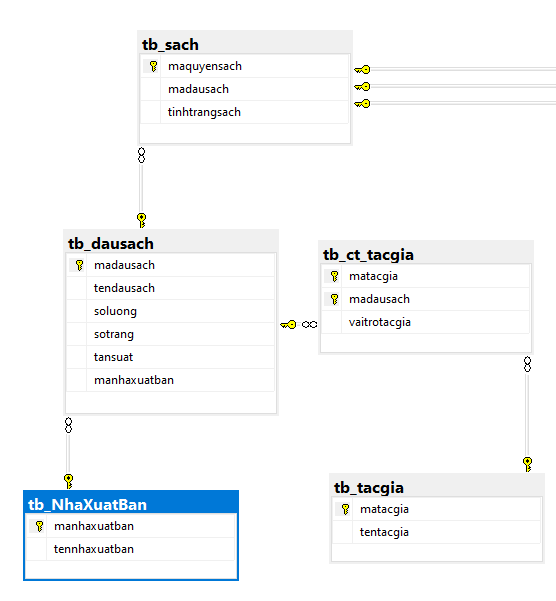 tb_sach
maquyensach
madausach
tinhtrangsach
tb_dausach
madausach
tendausach
soluong
sotrang
tansuat
manhaxuatban
tb_ct_tacgia
matacgia
madausach
vaitrotacgia
tb_NhaXuatBan
manhaxuatban
tennhaxuatban
tb_tacgia
matacgia
tentacgia